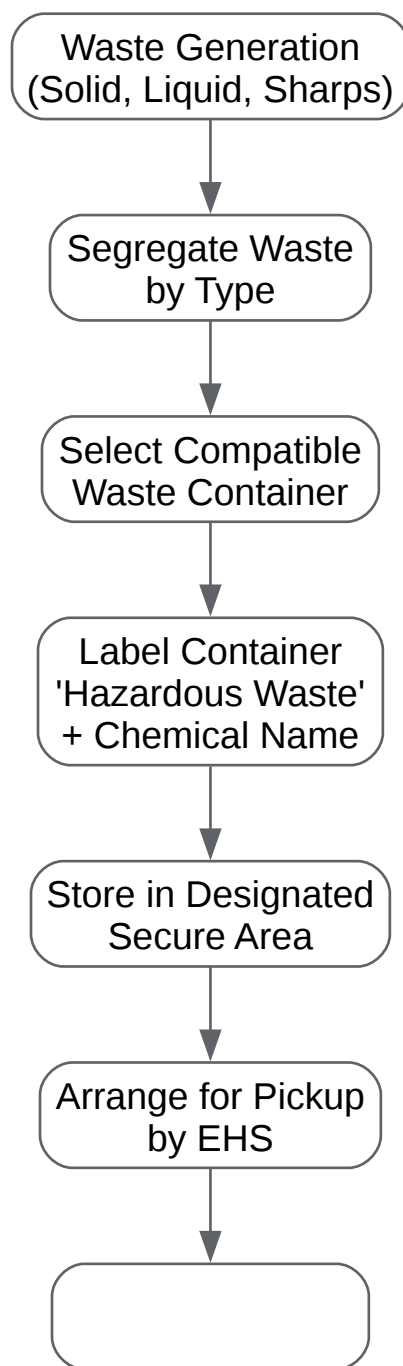 Waste Generation
(Solid, Liquid, Sharps)
Segregate Waste
by Type
Select Compatible
Waste Container
Label Container
'Hazardous Waste'
+ Chemical Name
Store in Designated
Secure Area
Arrange for Pickup
by EHS